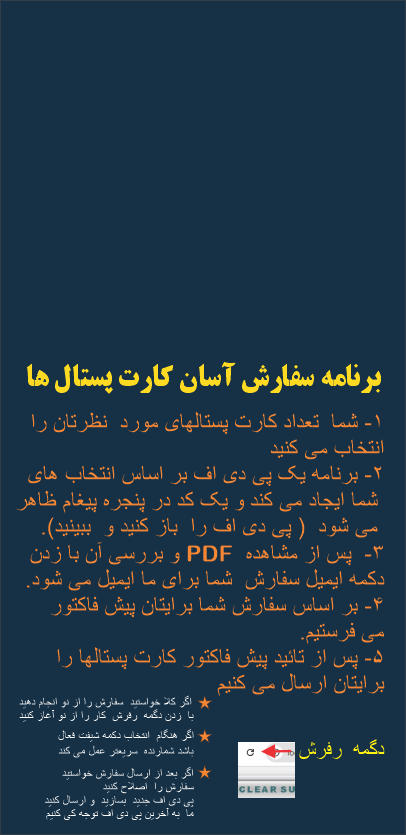 برنامه سفارش آسان کارت پستال ها
۱- شما تعداد کارت پستالهای مورد نظرتان را
انتخاب می کنید
۲- برنامه یک پی دی اف بر اساس انتخاب های
شما ایجاد می کند و یک کد در پنجره پیغام ظاهر
می شود ( پی دی اف را باز کنید و ببینید).
۳- پس از مشاهده PDF و بررسی آن با زدن
دکمه ایمیل سفارش شما برای ما ایمیل می شود.
۴- بر اساس سفارش شما برایتان پیش فاکتور
می فرستیم.
۵- پس از تائید پیش فاکتور کارت پستالها را
برایتان ارسال می کنیم
اگر کلا خواستید سفارش را از نو انجام دهید
با زدن دگمه رفرش کار را از نو آغاز کنید
اگر هنگام انتخاب دکمه شیفت فعال
باشد شمارنده سریعتر عمل می کند
اگر بعد از ارسال سفارش خواستید
سفارش را اصلاح کنید
پی دی اف جدید بسازید و ارسال کنید
ما به آخرین پی دی اف توجه می کنیم
دگمه رفرش
CLEAR SU